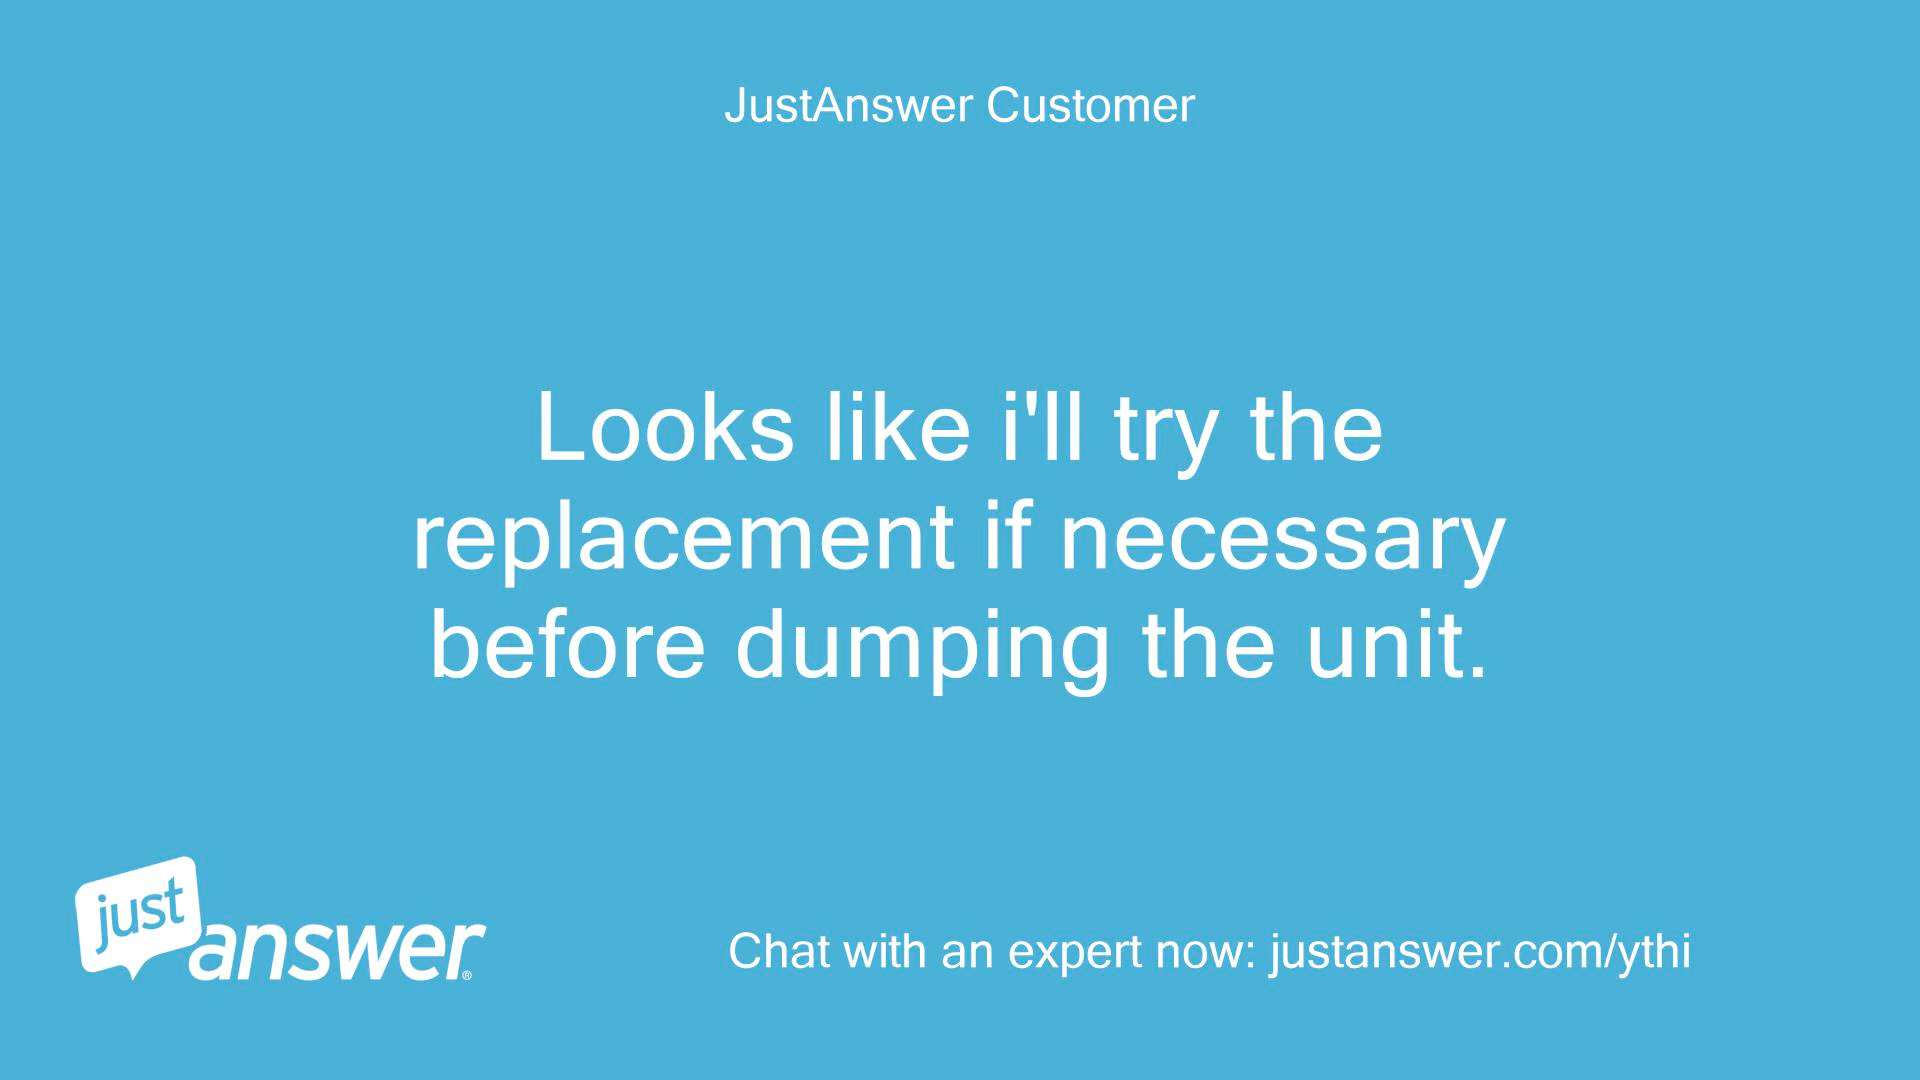 JustAnswer Customer
Looks like i'll try the
replacement if necessary
before dumping the unit.
just
answer®
Chat with an expert now: justanswer.com/ythi